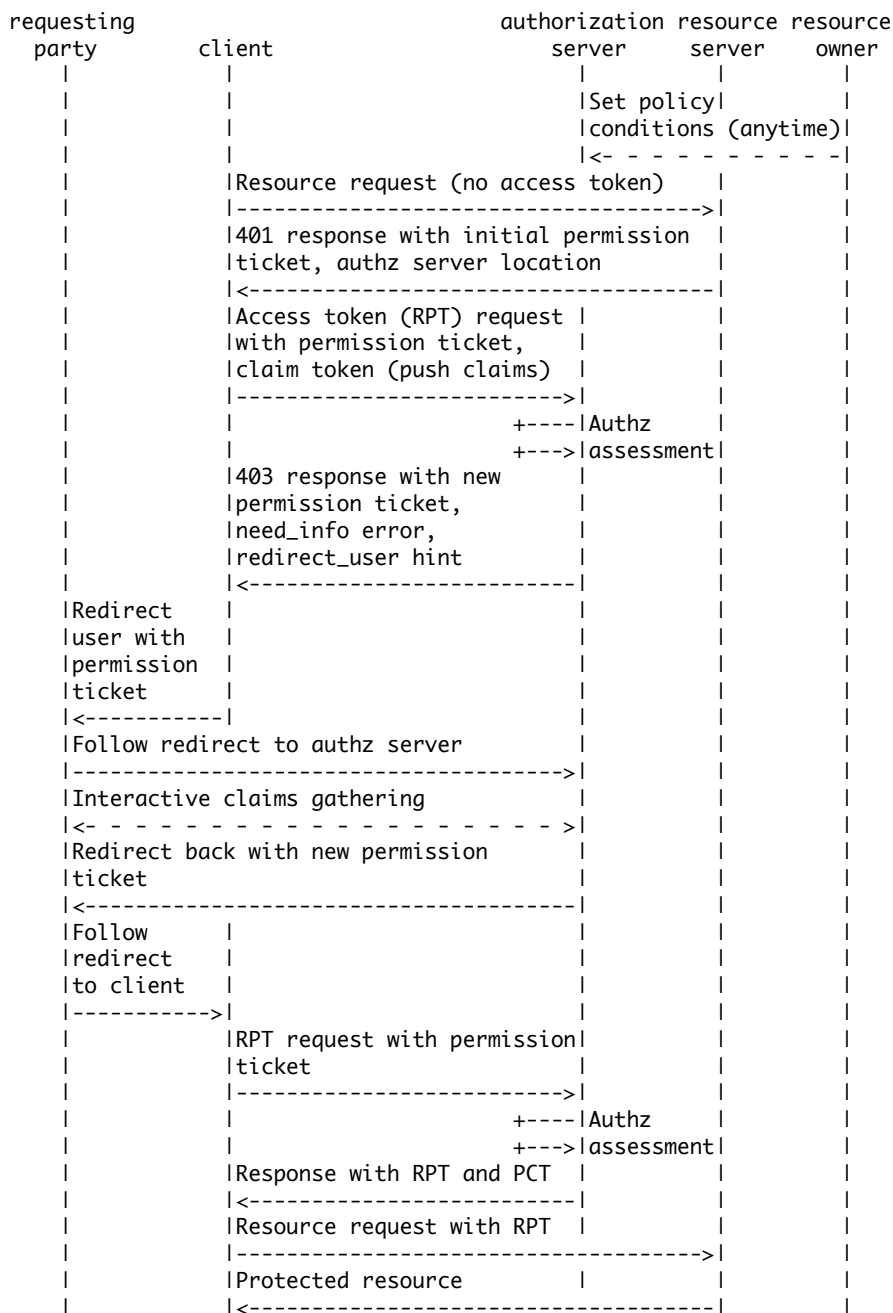 requesting authorization resource resource
party client server server owner
Set policy
conditions (anytime)
Resource request (no access token)
401 response with initial permission
ticket, authz server location
Access token (RPT) request
with permission ticket,
claim token (push claims)
Authz
assessment
403 response with new
permission ticket,
need_info error,
redirect_user hint
Redirect
user with
permission
ticket
Follow redirect to authz server
Interactive claims gathering
Redirect back with new permission
ticket
Follow
redirect
to client
RPT request with permission
ticket
Authz
assessment
Response with RPT and PCT
Resource request with RPT
Protected resource